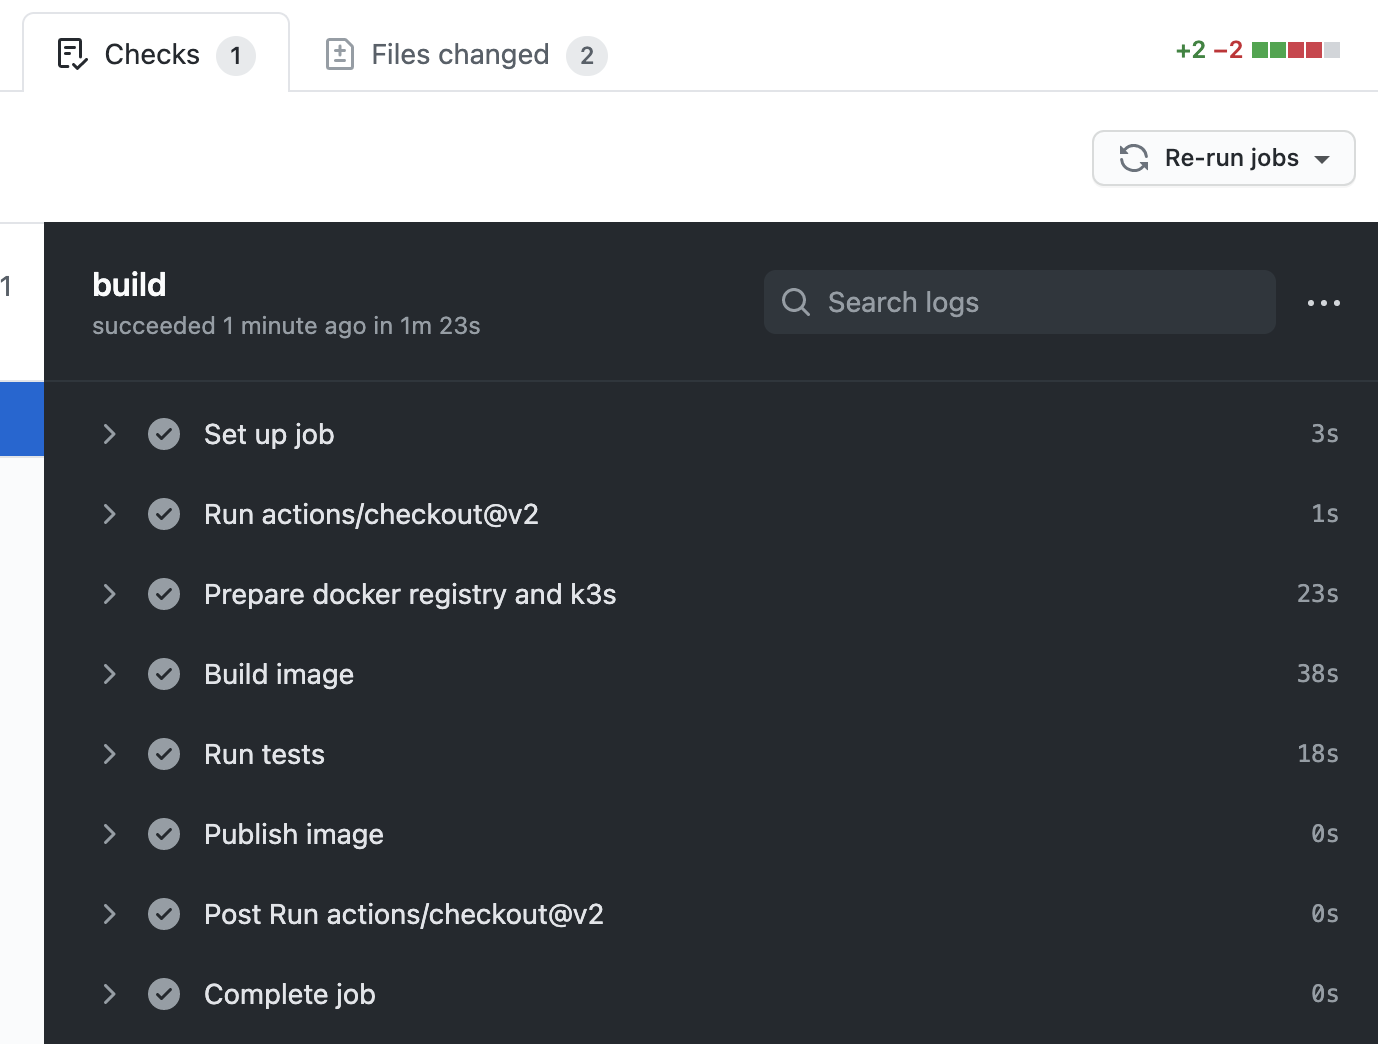 Checks 1 Files changed 2 +2 −2
Re-run jobs
1
build
succeeded 1 minute ago in 1m 23s
Search logs
Set up job 3s
Run actions/checkout@v2 1s
Prepare docker registry and k3s 23s
Build image 38s
Run tests 18s
Publish image 0s
Post Run actions/checkout@v2 0s
Complete job 0s